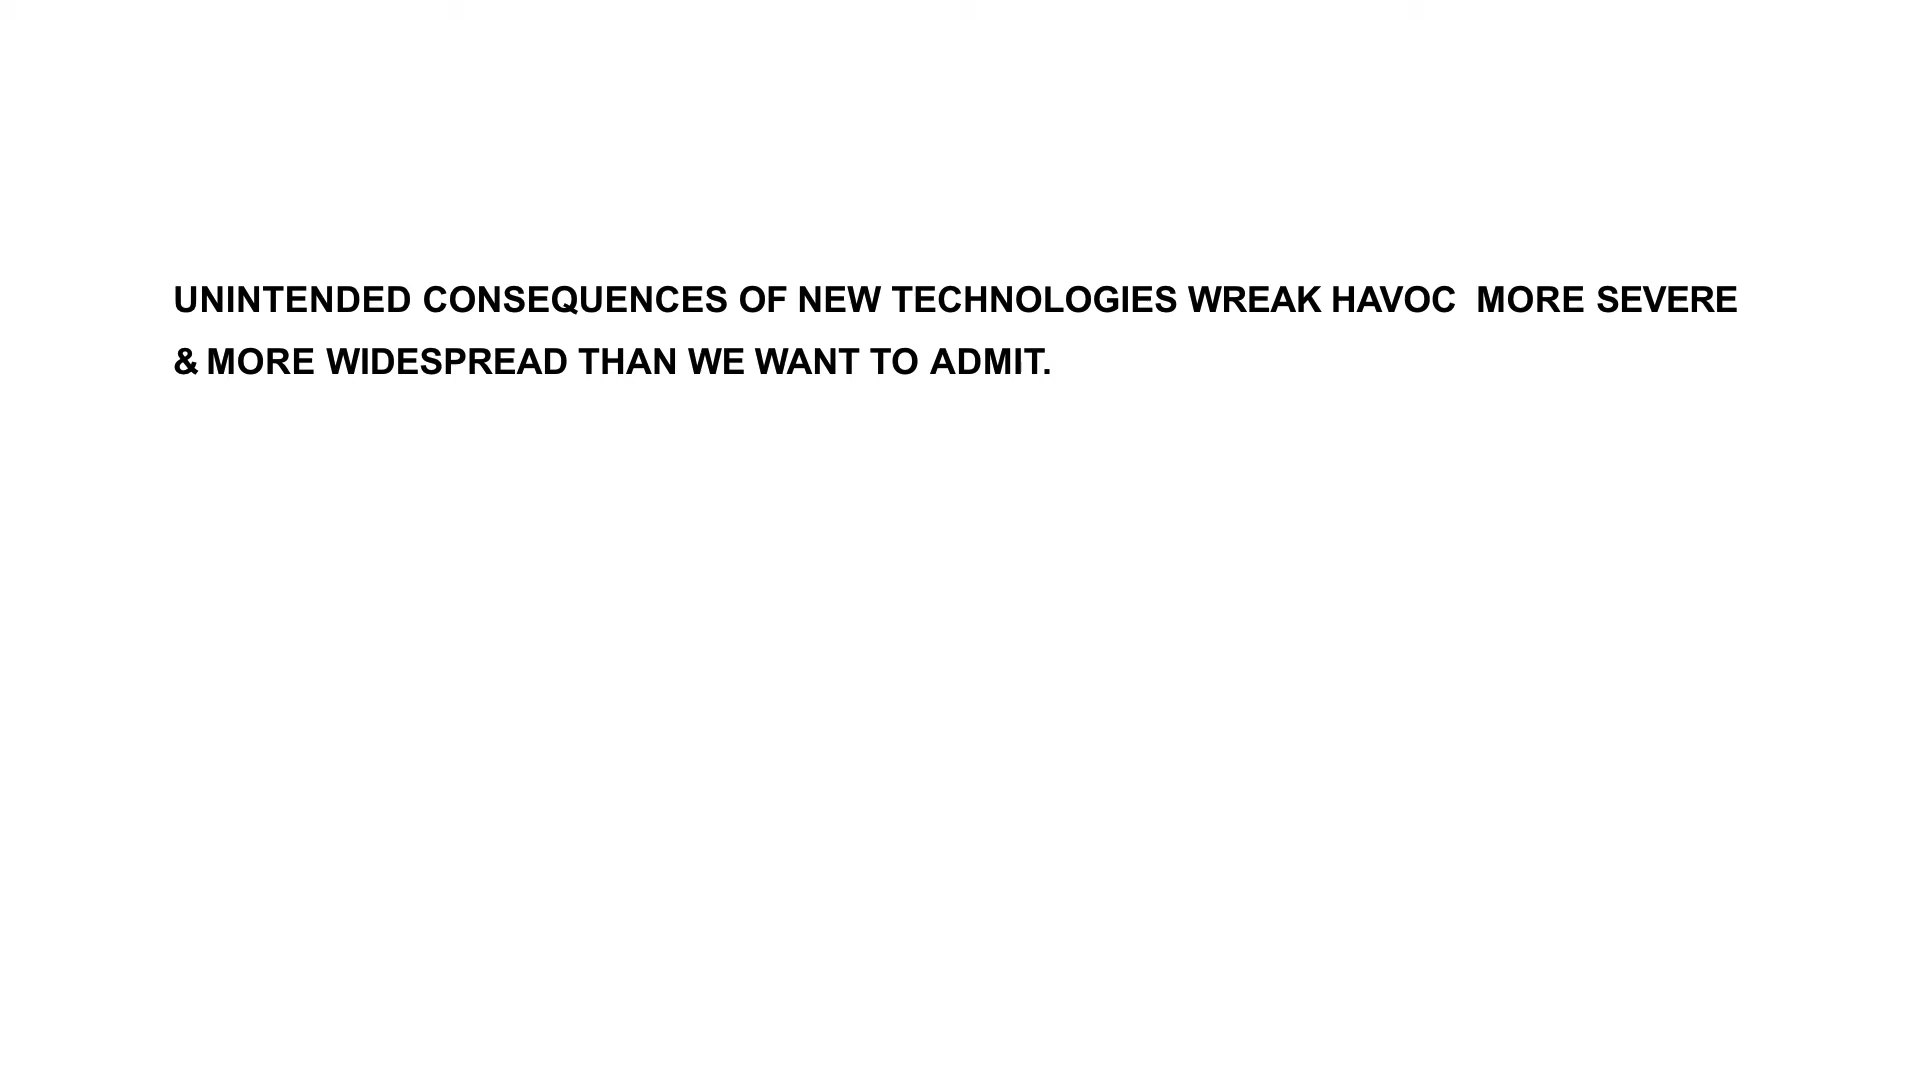 UNINTENDED CONSEQUENCES OF NEW TECHNOLOGIES WREAK HAVOC  MORE SEVERE
& MORE WIDESPREAD THAN WE WANT TO ADMIT.